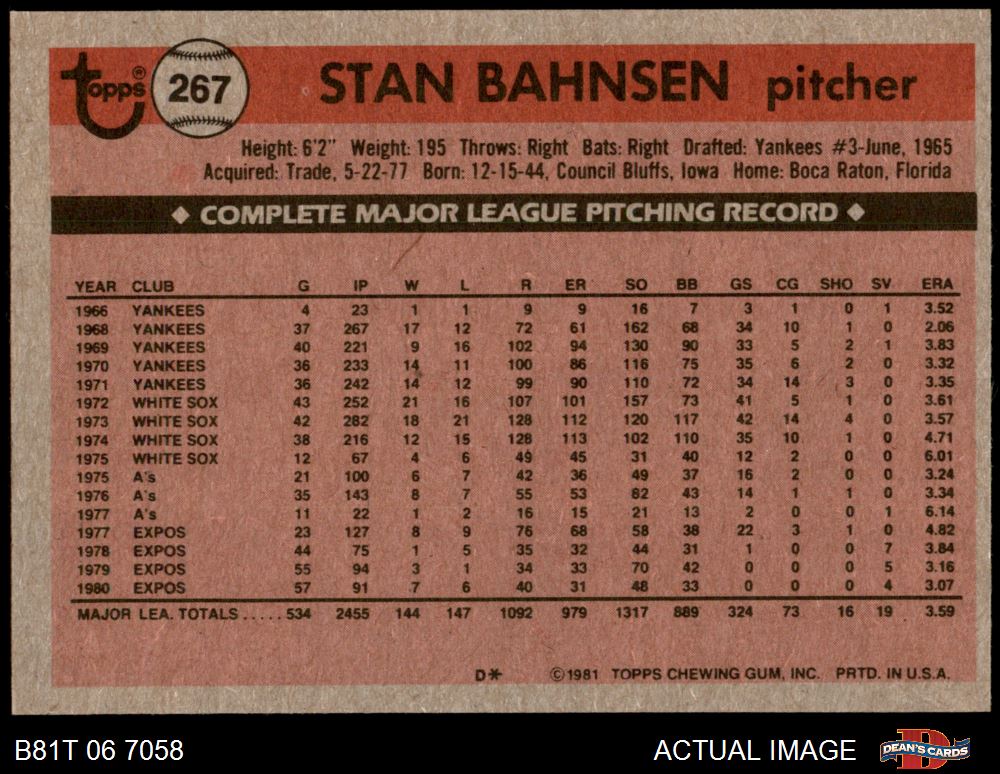 topps® 267 STAN BAHNSEN pitcher
Height: 6'2" Weight: 195 Throws: Right Bats: Right Drafted: Yankees #3-June, 1965
Acquired: Trade, 5-22-77 Born: 12-15-44, Council Bluffs, Iowa Home: Boca Raton, Florida
◆ COMPLETE MAJOR LEAGUE PITCHING RECORD ◆
YEAR CLUB G IP W L R ER SO BB GS CG SHO SV ERA
1966 YANKEES 4 23 1 1 9 9 16 7 3 1 0 1 3.52
1968 YANKEES 37 267 17 12 72 61 162 68 34 10 1 0 2.06
1969 YANKEES 40 221 9 16 102 94 130 90 33 5 2 1 3.83
1970 YANKEES 36 233 14 11 100 86 116 75 35 6 2 0 3.32
1971 YANKEES 36 242 14 12 99 90 110 72 34 14 3 0 3.35
1972 WHITE SOX 43 252 21 16 107 101 157 73 41 5 1 0 3.61
1973 WHITE SOX 42 282 18 21 128 112 120 117 42 14 4 0 3.57
1974 WHITE SOX 38 216 12 15 128 113 102 110 35 10 1 0 4.71
1975 WHITE SOX 12 67 4 6 49 45 31 40 12 2 0 0 6.01
1975 A's 21 100 6 7 42 36 49 37 16 2 0 0 3.24
1976 A's 35 143 8 7 55 53 82 43 14 1 1 0 3.34
1977 A's 11 22 1 2 16 15 21 13 2 0 0 1 6.14
1977 EXPOS 23 127 8 9 76 68 58 38 22 3 1 0 4.82
1978 EXPOS 44 75 1 5 35 32 44 31 1 0 0 7 3.84
1979 EXPOS 55 94 3 1 34 33 70 42 0 0 0 5 3.16
1980 EXPOS 57 91 7 6 40 31 48 33 0 0 0 4 3.07
MAJOR LEA. TOTALS ..... 534 2455 144 147 1092 979 1317 889 324 73 16 19 3.59
D* ©1981 TOPPS CHEWING GUM, INC. PRTD. IN U.S.A.
B81T 06 7058 ACTUAL IMAGE DEAN'S CARDS